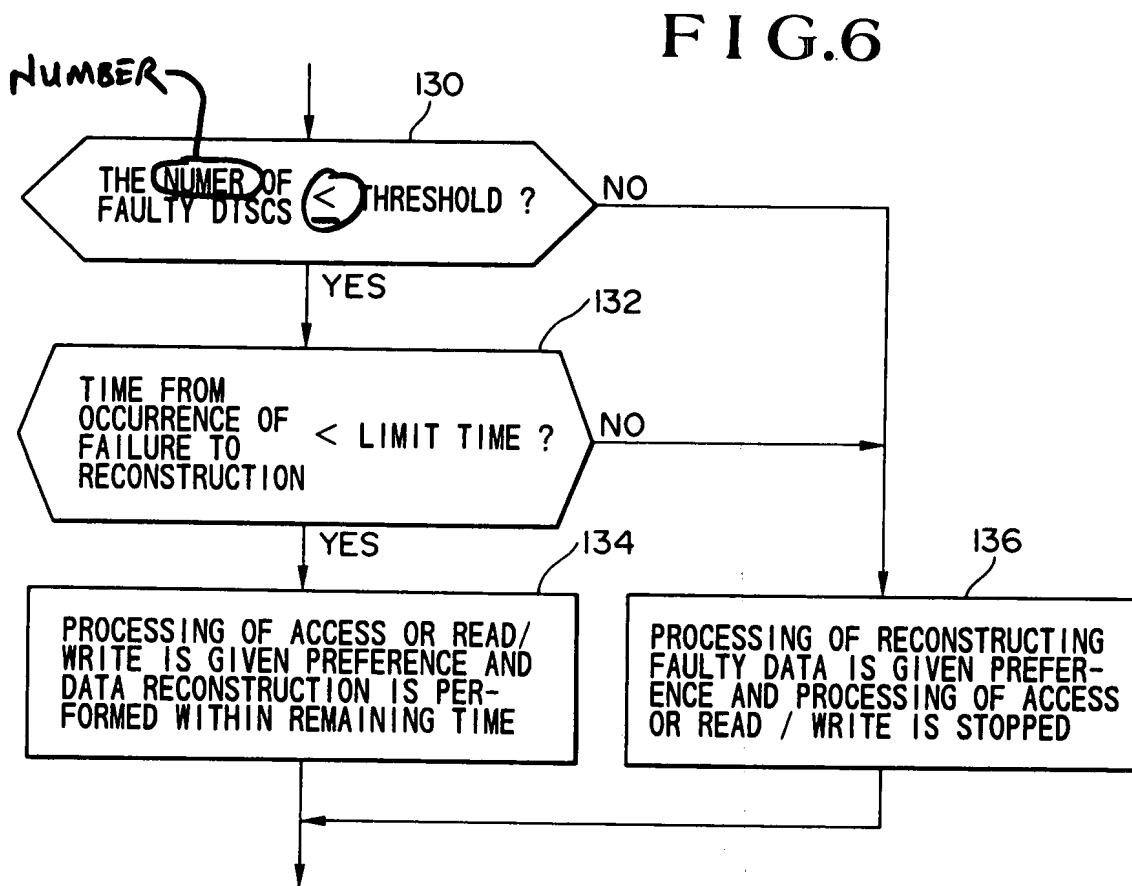 FIG.6
NUMBER
130
THE NUMER OF
FAULTY DISCS ≤ THRESHOLD ?
NO
YES
132
TIME FROM
OCCURRENCE OF
FAILURE TO
RECONSTRUCTION
< LIMIT TIME ?
NO
YES
134
PROCESSING OF ACCESS OR READ/
WRITE IS GIVEN PREFERENCE AND
DATA RECONSTRUCTION IS PER-
FORMED WITHIN REMAINING TIME
136
PROCESSING OF RECONSTRUCTING
FAULTY DATA IS GIVEN PREFER-
ENCE AND PROCESSING OF ACCESS
OR READ / WRITE IS STOPPED